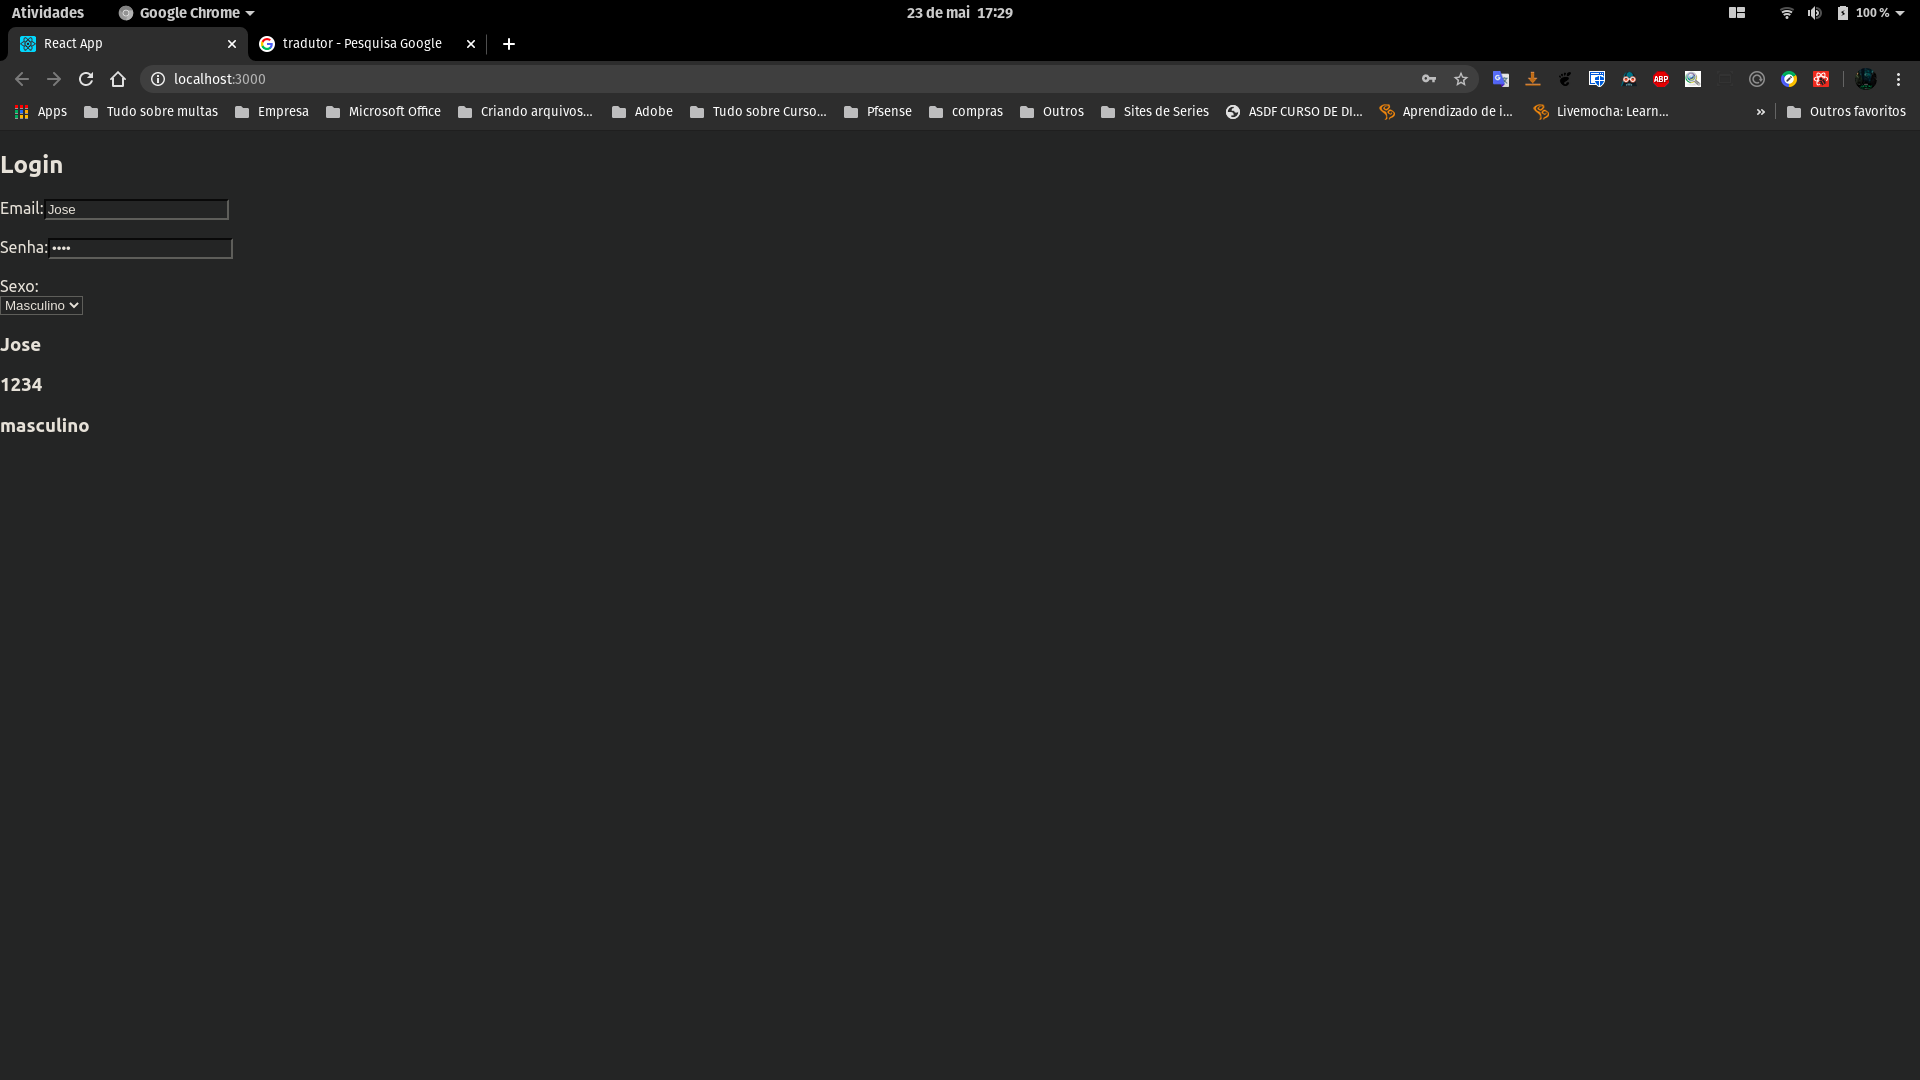 Atividades Google Chrome 23 de mai 17:29 100 %
React App tradutor - Pesquisa Google
localhost:3000 ABP
Apps Tudo sobre multas Empresa Microsoft Office Criando arquivos... Adobe Tudo sobre Curso... Pfsense compras Outros Sites de Series ASDF CURSO DE DI... Aprendizado de i... Livemocha: Learn... » Outros favoritos
Login
Email: Jose
Senha: ••••
Sexo:
Masculino
Jose
1234
masculino